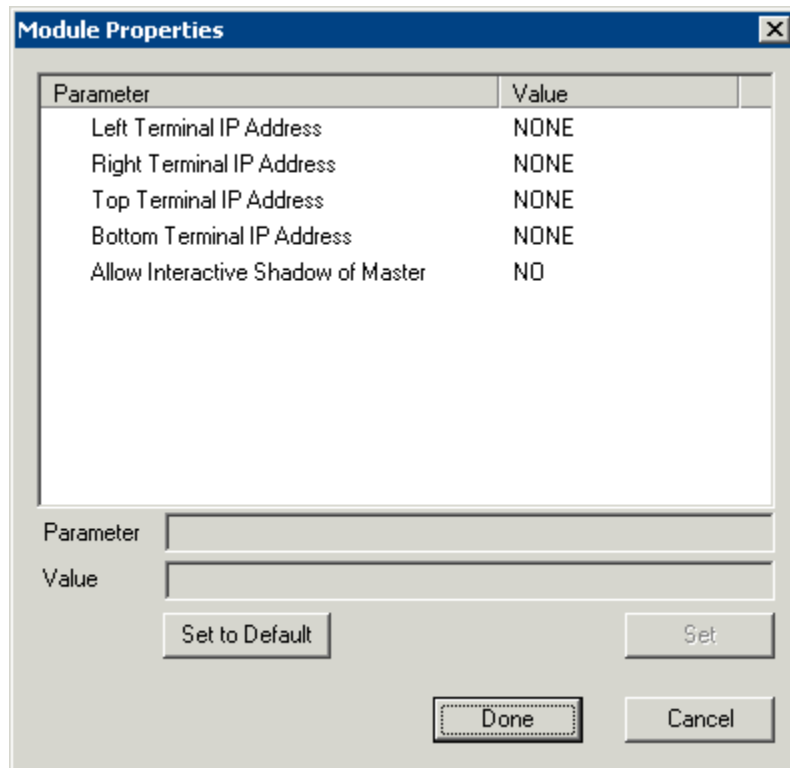 Module Properties
Parameter Value
Left Terminal IP Address NONE
Right Terminal IP Address NONE
Top Terminal IP Address NONE
Bottom Terminal IP Address NONE
Allow Interactive Shadow of Master NO
Parameter
Value
Set to Default Set
Done Cancel